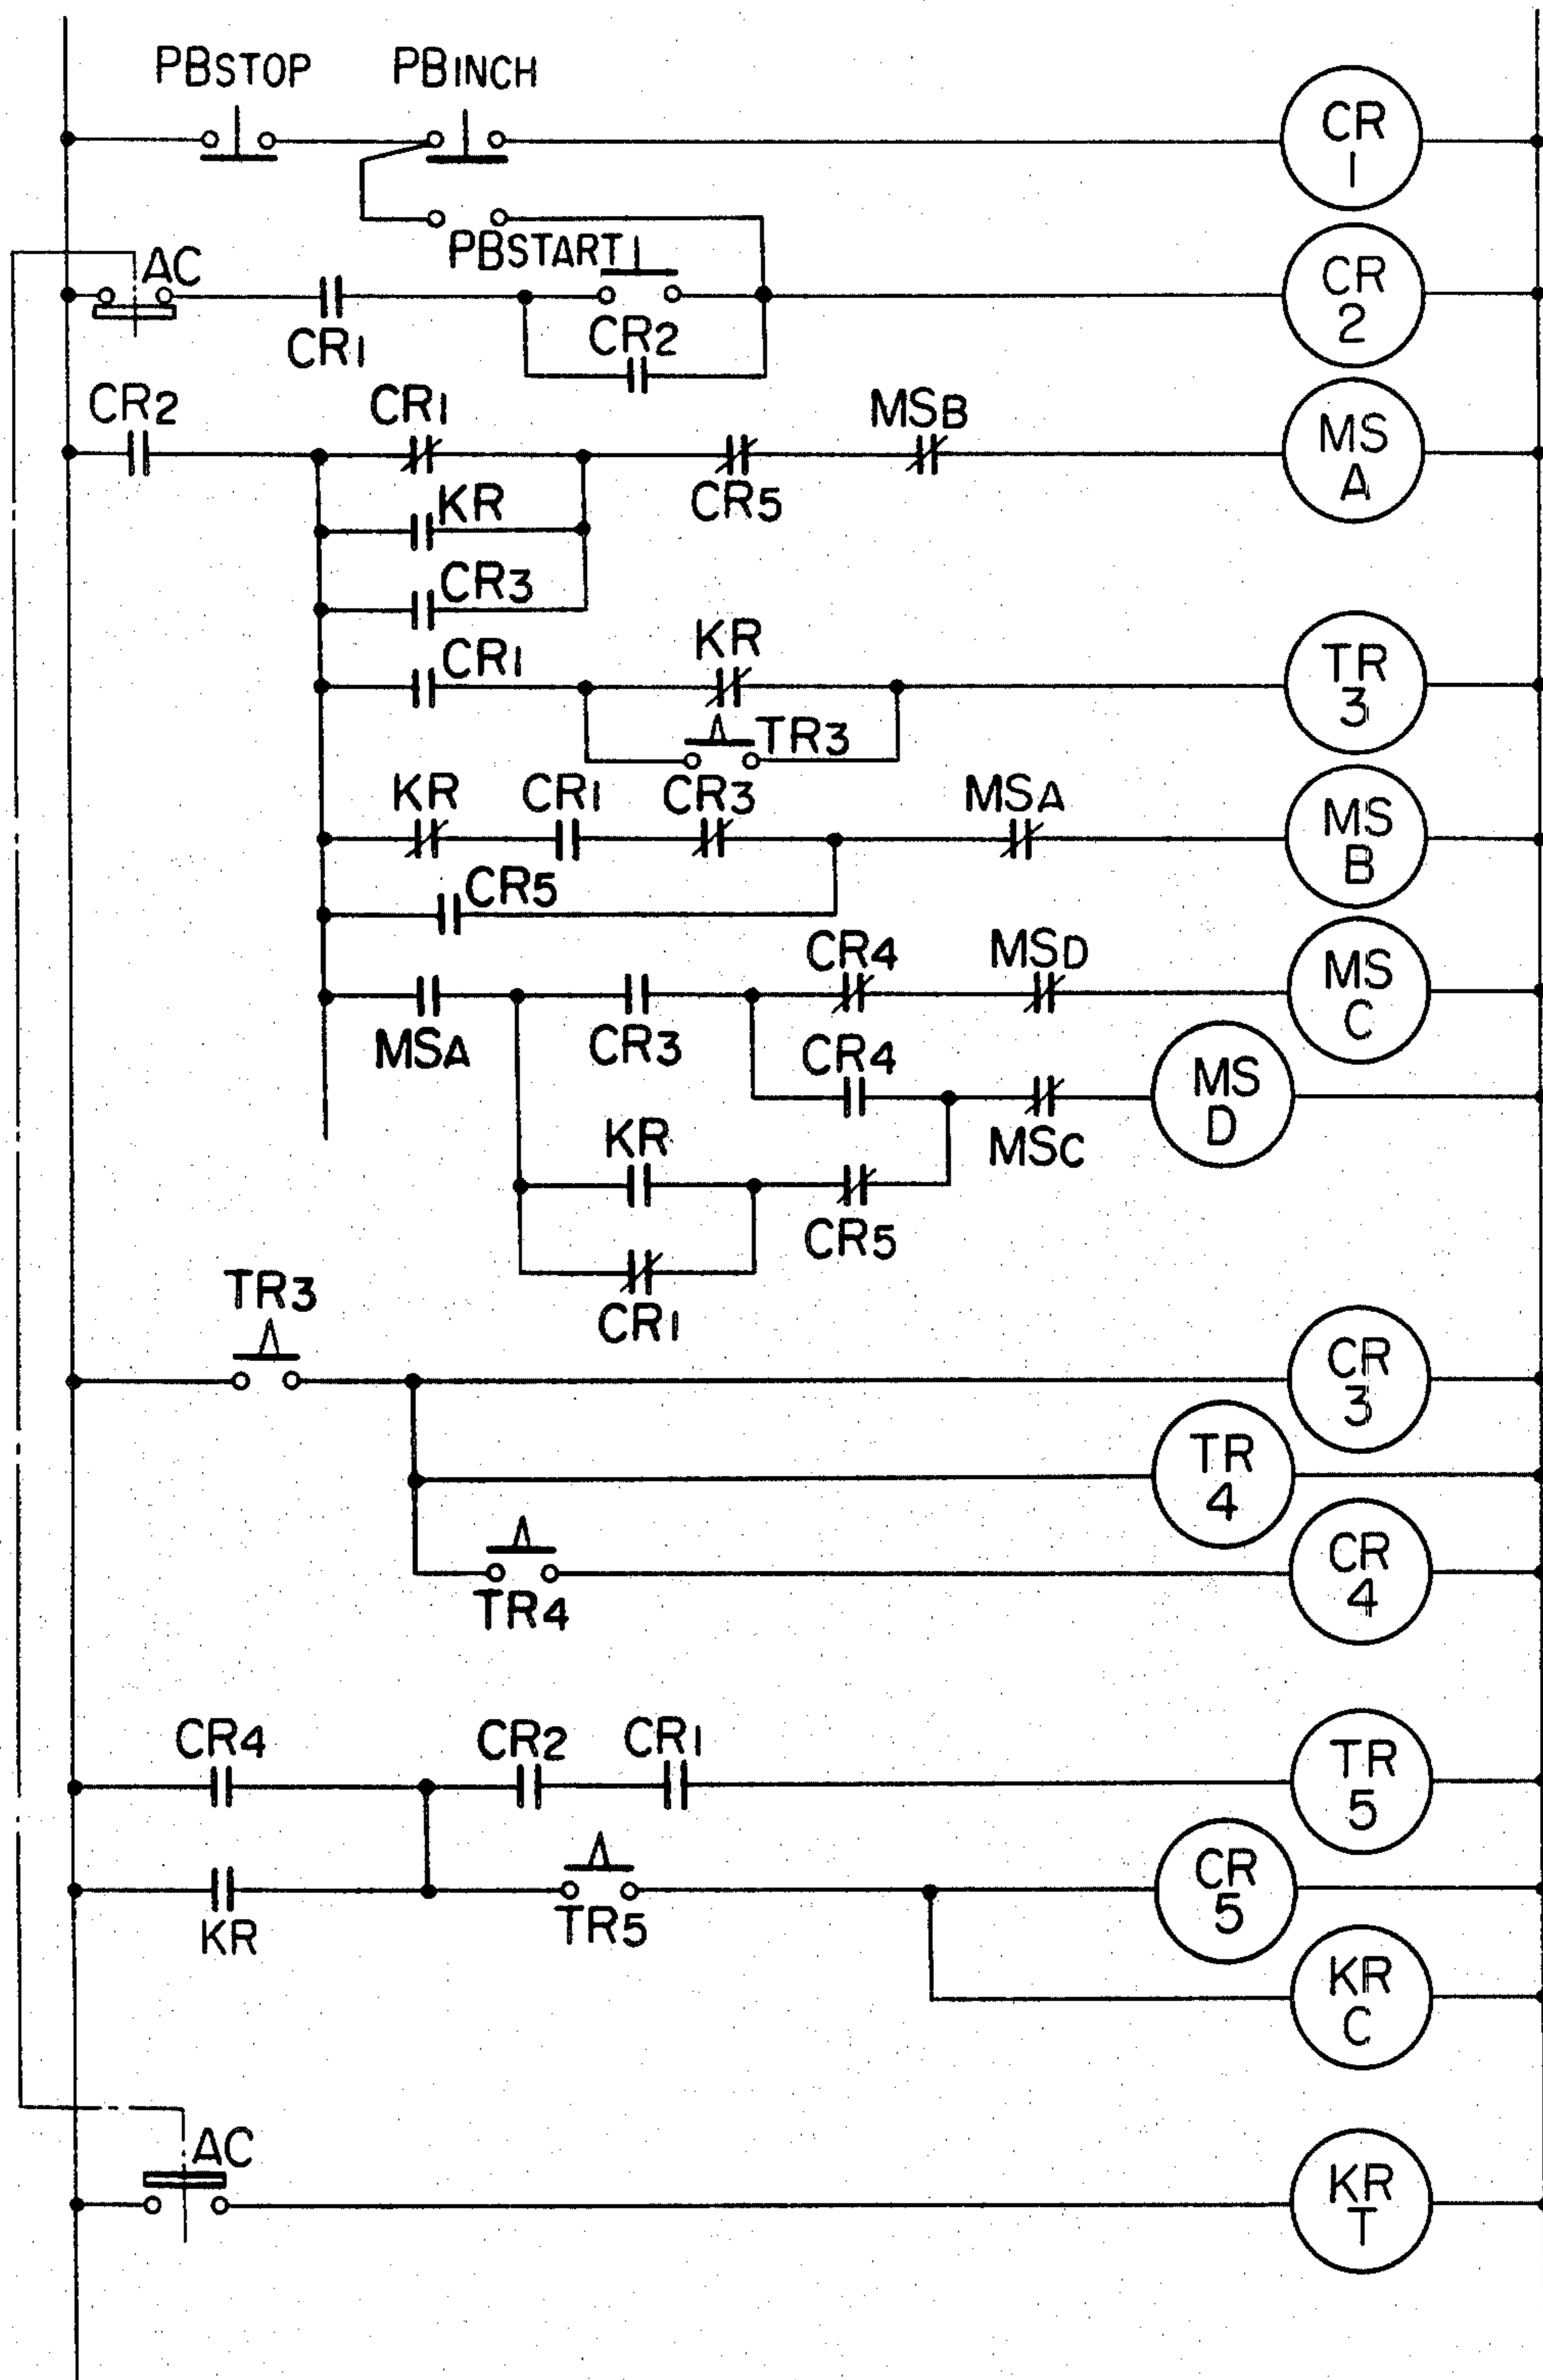 PBSTOP PBINCH
CR
1
PBSTART
AC
CR
2
CR1
CR2
CR2 CR1 MSB
MS
A
KR
CR5
CR3
CR1 KR
TR
3
TR3
KR CR1 CR3 MSA
MS
B
CR5
CR4 MSD
MS
C
MSA CR3 CR4
MS
D
KR MSC
CR5
TR3
CR1
CR
3
TR
4
CR
4
TR4
CR4 CR2 CR1
TR
5
CR
5
KR TR5
KR
C
AC
KR
T